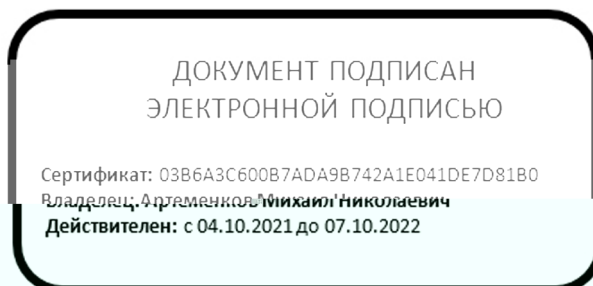 ДОКУМЕНТ ПОДПИСАН
ЭЛЕКТРОННОЙ ПОДПИСЬЮ
Сертификат: 03B6A3C600B7ADA9B742A1E041DE7D81B0
Владелец: Артеменков Михаил Николаевич
Действителен: с 04.10.2021 до 07.10.2022